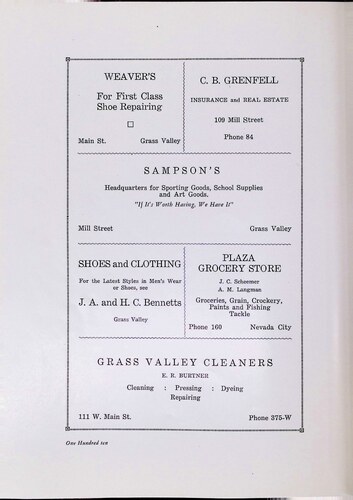 WEAVER'S
For First Class
Shoe Repairing
Main St. Grass Valley
C. B. GRENFELL
INSURANCE and REAL ESTATE
109 Mill Street
Phone 84
SAMPSON'S
Headquarters for Sporting Goods, School Supplies
and Art Goods.
"If It's Worth Having, We Have It"
Mill Street Grass Valley
SHOES and CLOTHING
For the Latest Styles in Men's Wear
or Shoes, see
J. A. and H. C. Bennetts
Grass Valley
PLAZA
GROCERY STORE
J. C. Schoemer
A. M. Langman
Groceries, Grain, Crockery,
Paints and Fishing
Tackle
Phone 160 Nevada City
GRASS VALLEY CLEANERS
E. R. BURTNER
Cleaning : Pressing : Dyeing
Repairing
111 W. Main St. Phone 375-W
One Hundred six